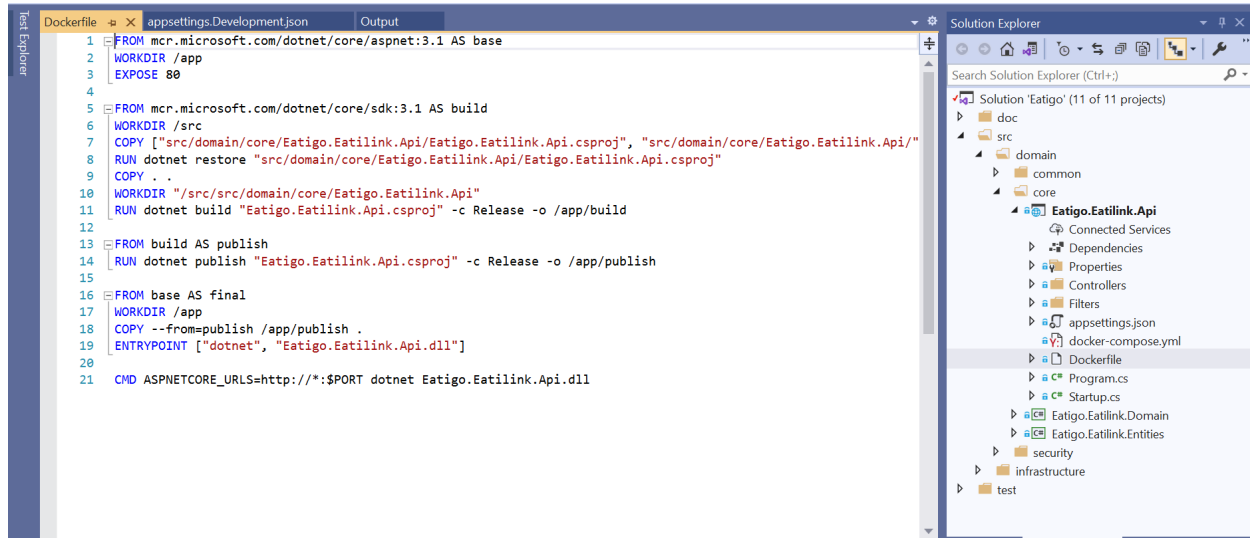 Test Explorer
Dockerfile
appsettings.Development.json
Output
1 FROM mcr.microsoft.com/dotnet/core/aspnet:3.1 AS base
2 WORKDIR /app
3 EXPOSE 80
4
5 FROM mcr.microsoft.com/dotnet/core/sdk:3.1 AS build
6 WORKDIR /src
7 COPY ["src/domain/core/Eatigo.Eatilink.Api/Eatigo.Eatilink.Api.csproj", "src/domain/core/Eatigo.Eatilink.Api/"
8 RUN dotnet restore "src/domain/core/Eatigo.Eatilink.Api/Eatigo.Eatilink.Api.csproj"
9 COPY . .
10 WORKDIR "/src/src/domain/core/Eatigo.Eatilink.Api"
11 RUN dotnet build "Eatigo.Eatilink.Api.csproj" -c Release -o /app/build
12
13 FROM build AS publish
14 RUN dotnet publish "Eatigo.Eatilink.Api.csproj" -c Release -o /app/publish
15
16 FROM base AS final
17 WORKDIR /app
18 COPY --from=publish /app/publish .
19 ENTRYPOINT ["dotnet", "Eatigo.Eatilink.Api.dll"]
20
21 CMD ASPNETCORE_URLS=http://*:$PORT dotnet Eatigo.Eatilink.Api.dll
Solution Explorer
Search Solution Explorer (Ctrl+;)
Solution 'Eatigo' (11 of 11 projects)
doc
src
domain
common
core
Eatigo.Eatilink.Api
Connected Services
Dependencies
Properties
Controllers
Filters
appsettings.json
docker-compose.yml
Dockerfile
C# Program.cs
C# Startup.cs
C# Eatigo.Eatilink.Domain
C# Eatigo.Eatilink.Entities
security
infrastructure
test